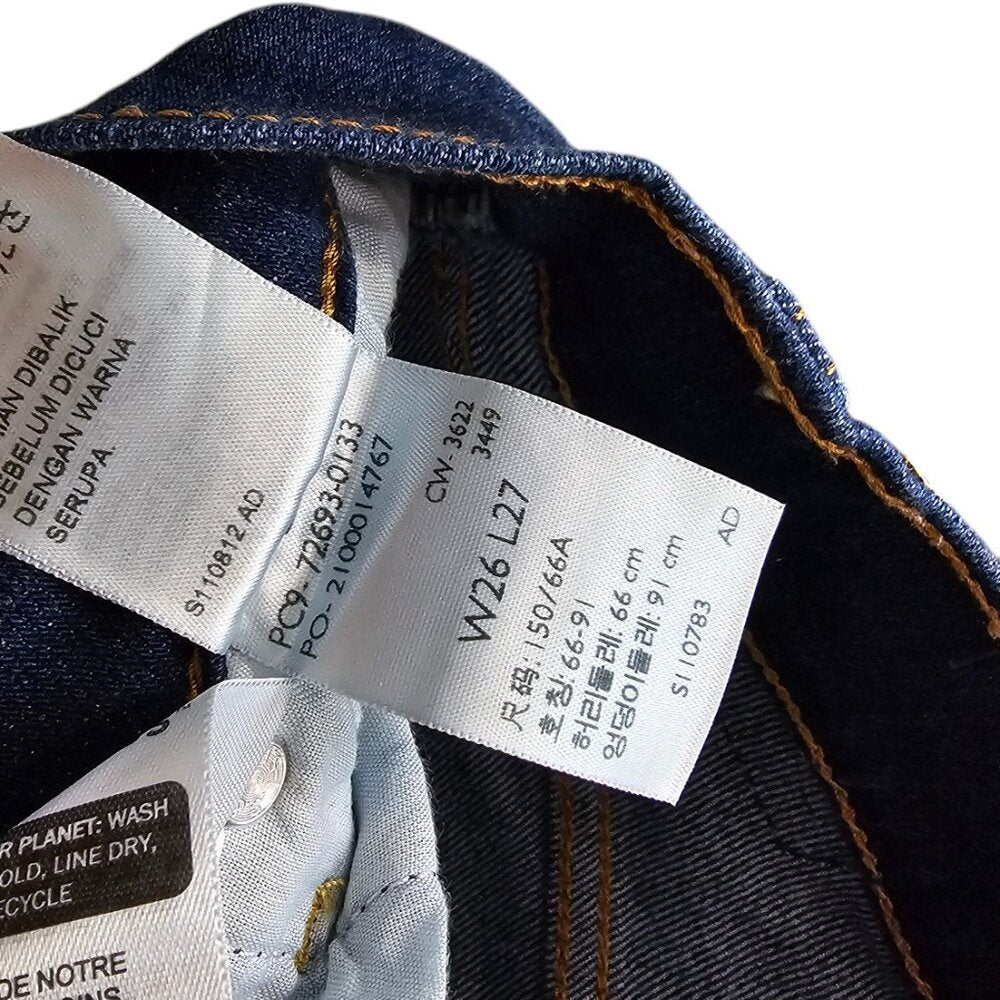 MAN DIBALIK
SEBELUM DICUCI
DENGAN WARNA
SERUPA.
S110812 AD
PC9-72693-0133
PO-2100014767
CW-3622
3449
W26 L27
尺码:150/66A
호칭:66-91
허리둘레:66 cm
엉덩이둘레:91 cm
S110783 AD
R PLANET: WASH
OLD, LINE DRY,
ECYCLE
DE NOTRE